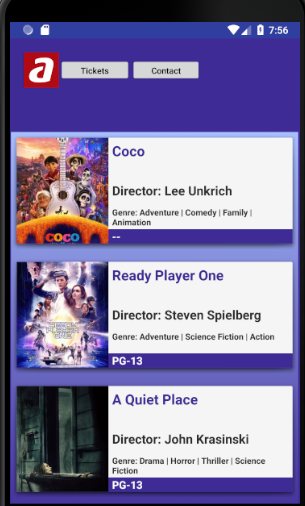 7:56
a
Tickets
Contact
COCO
Coco
Director: Lee Unkrich
Genre: Adventure | Comedy | Family |
Animation
--
Ready Player One
Director: Steven Spielberg
Genre: Adventure | Science Fiction | Action
PG-13
A Quiet Place
Director: John Krasinski
Genre: Drama | Horror | Thriller | Science
Fiction
PG-13